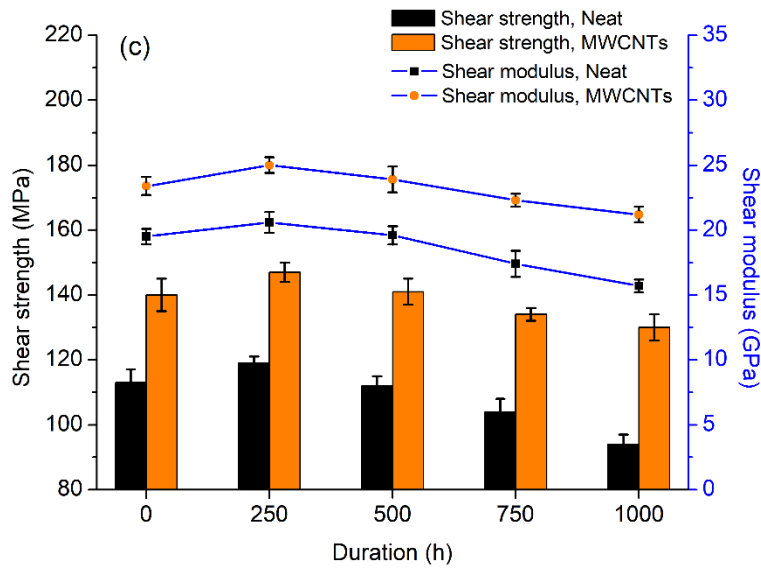 Shear strength, Neat
Shear strength, MWCNTs
Shear modulus, Neat
Shear modulus, MWCNTs
(c)
220
200
180
160
140
120
100
80
Shear strength (MPa)
35
30
25
20
15
10
5
0
Shear modulus (GPa)
0 250 500 750 1000
Duration (h)